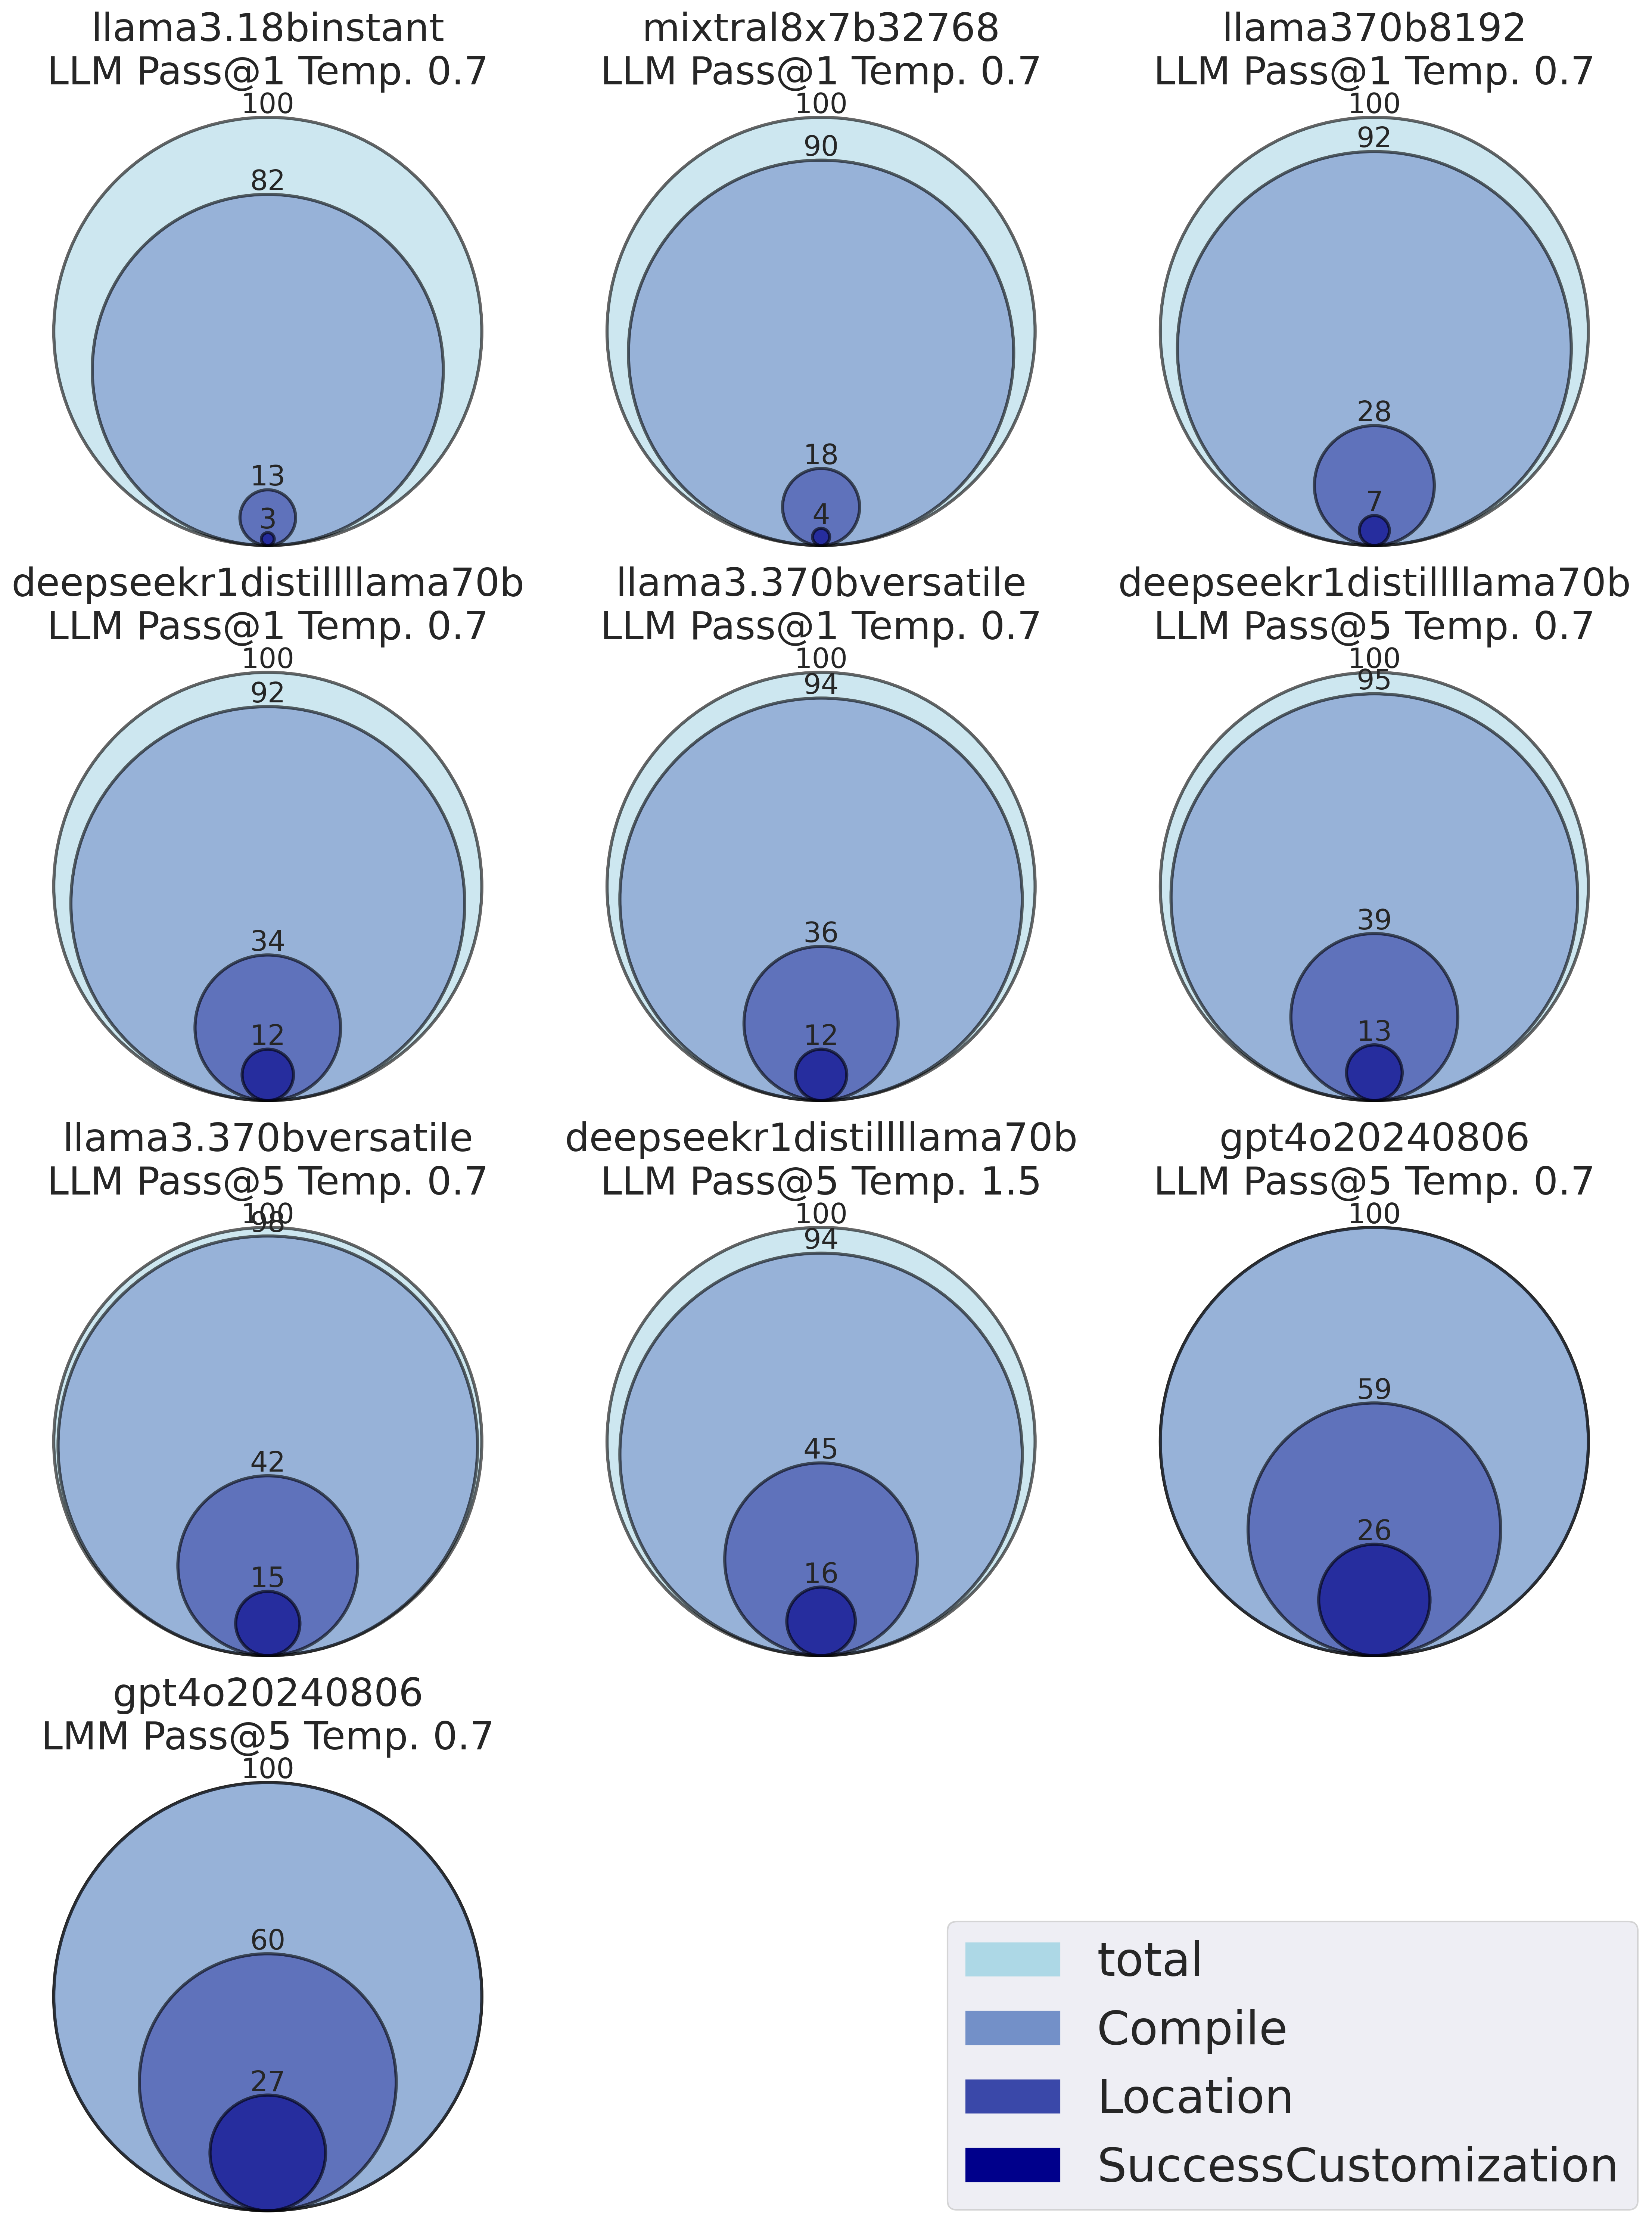 llama3.18binstant
LLM Pass@1 Temp. 0.7
100
82
13
3
mixtral8x7b32768
LLM Pass@1 Temp. 0.7
100
90
18
4
llama370b8192
LLM Pass@1 Temp. 0.7
100
92
28
7
deepseekr1distillllama70b
LLM Pass@1 Temp. 0.7
100
92
34
12
llama3.370bversatile
LLM Pass@1 Temp. 0.7
100
94
36
12
deepseekr1distillllama70b
LLM Pass@5 Temp. 0.7
100
95
39
13
llama3.370bversatile
LLM Pass@5 Temp. 0.7
100
98
42
15
deepseekr1distillllama70b
LLM Pass@5 Temp. 1.5
100
94
45
16
gpt4o20240806
LLM Pass@5 Temp. 0.7
100
59
26
gpt4o20240806
LMM Pass@5 Temp. 0.7
100
60
27
total
Compile
Location
SuccessCustomization